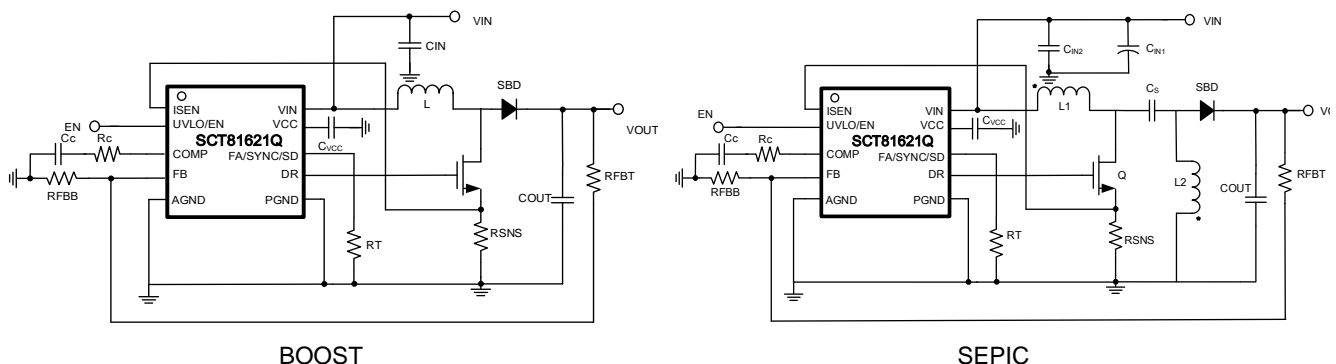 VIN
CIN
SBD
L
VOUT
ISEN
VIN
UVLO/EN
VCC
SCT81621Q
EN
CVCC
Cc
Rc
COMP
FA/SYNC/SD
FB
DR
RFBB
AGND
PGND
COUT
RFBT
RT
RSNS
BOOST
VIN
CIN2
CIN1
CS
SBD
*
L1
ISEN
VIN
UVLO/EN
VCC
SCT81621Q
EN
CVCC
Cc
Rc
COMP
FA/SYNC/SD
FB
DR
RFBB
AGND
PGND
Q
L2
*
COUT
RFBT
RT
RSNS
SEPIC